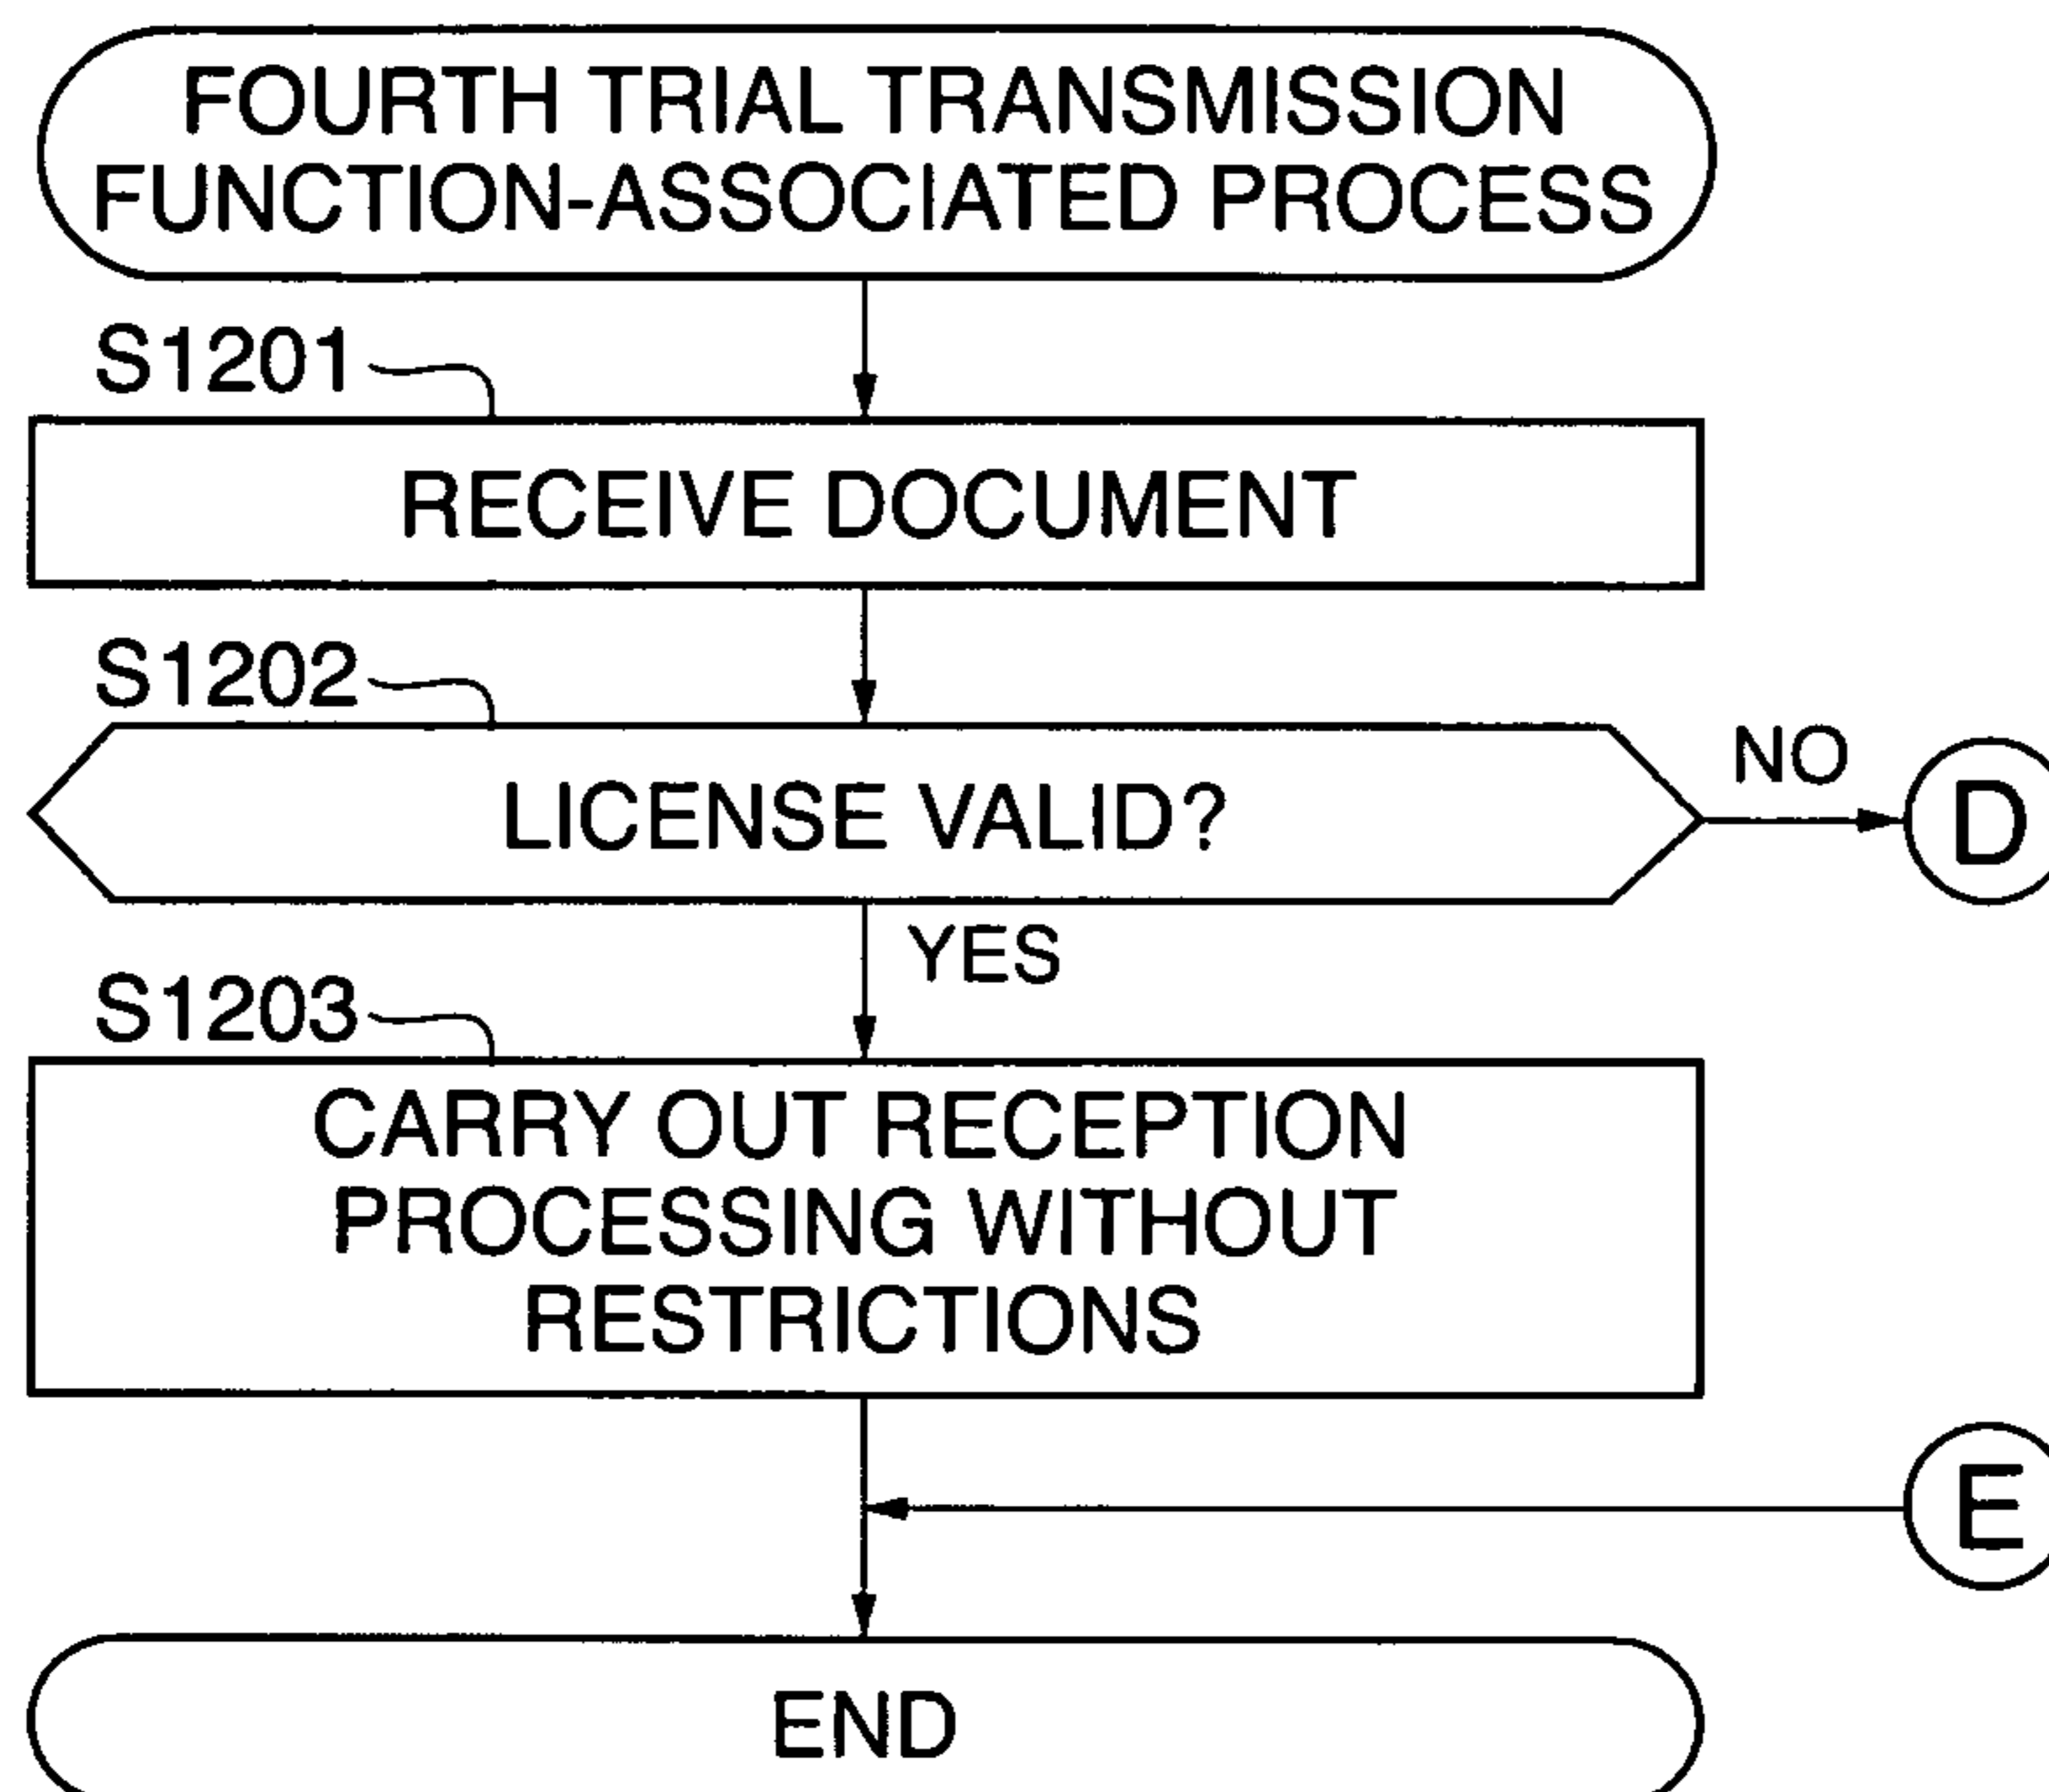 FOURTH TRIAL TRANSMISSION
FUNCTION-ASSOCIATED PROCESS
S1201
RECEIVE DOCUMENT
S1202
LICENSE VALID?
NO
D
YES
S1203
CARRY OUT RECEPTION
PROCESSING WITHOUT
RESTRICTIONS
E
END